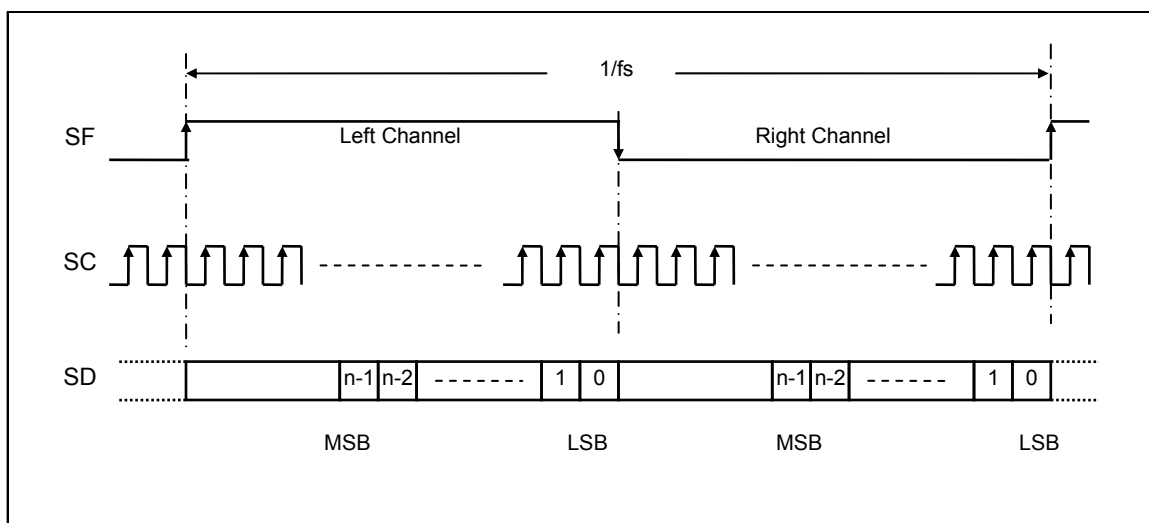 1/fs
SF Left Channel Right Channel
SC
SD n-1 n-2 1 0 n-1 n-2 1 0
MSB LSB MSB LSB